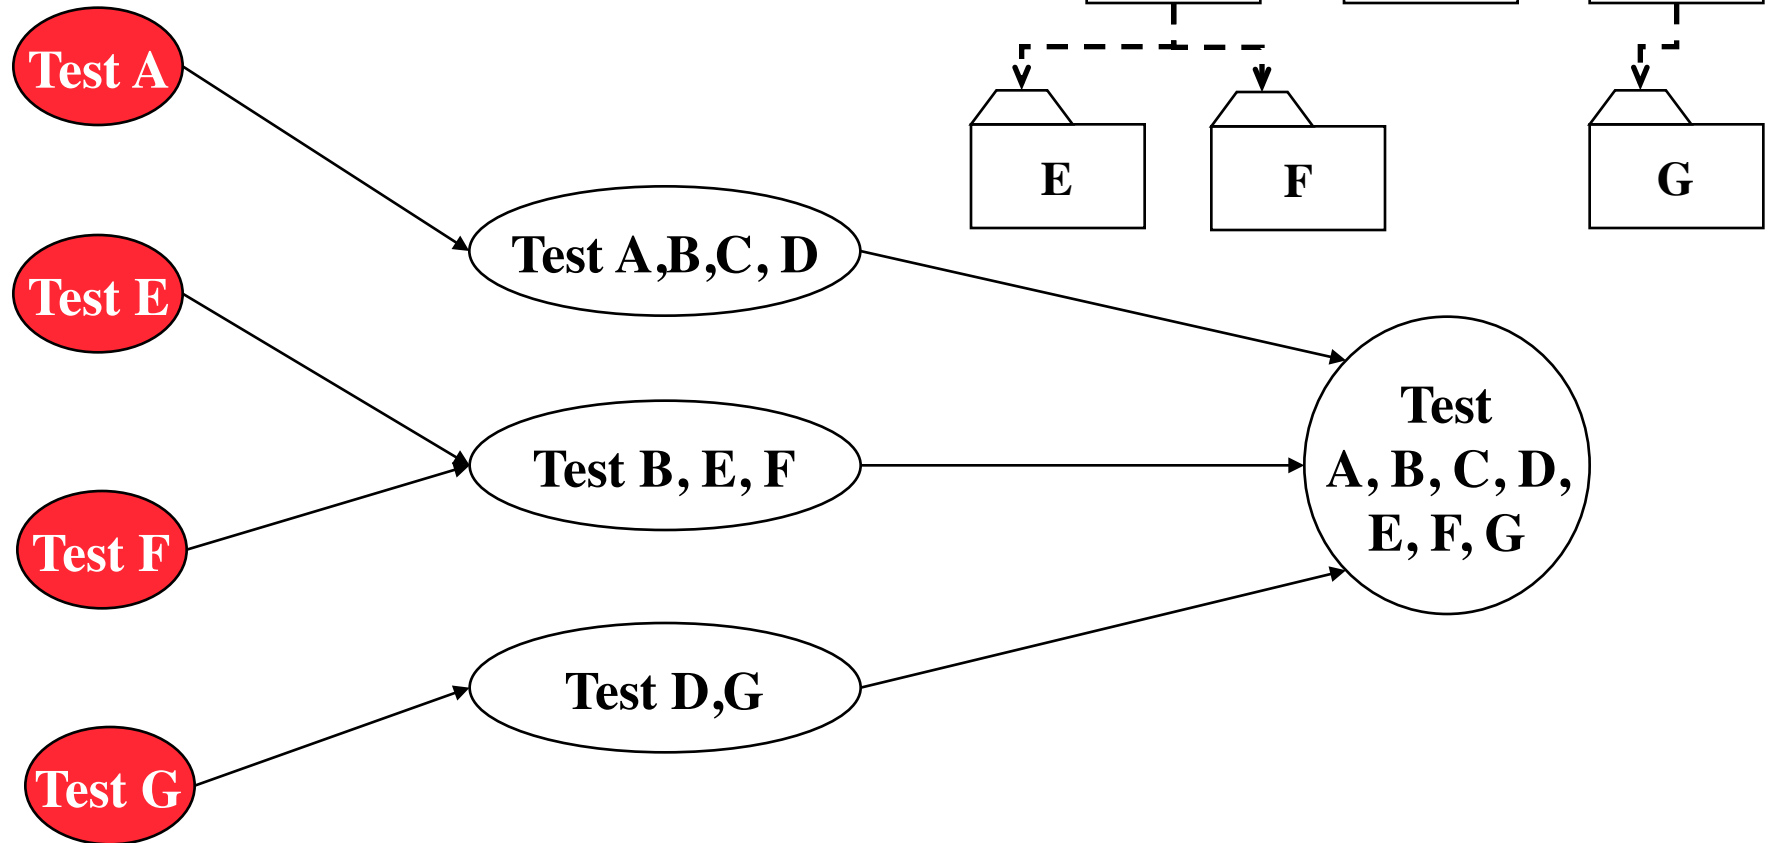 Test A
E
F
G
Test A,B,C, D
Test E
Test
A, B, C, D,
E, F, G
Test B, E, F
Test F
Test D,G
Test G